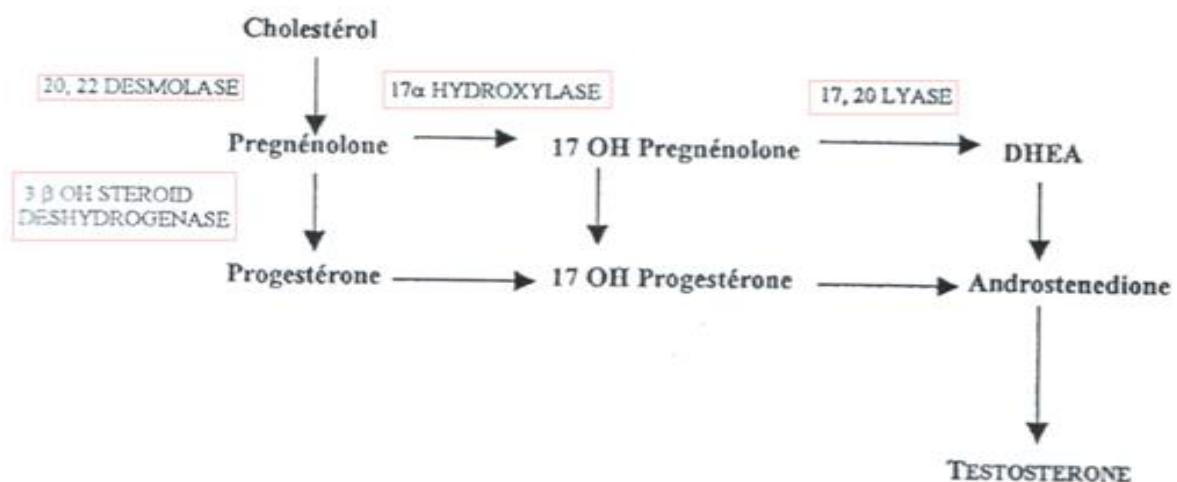 Cholestérol
20, 22 DESMOLASE
17α HYDROXYLASE
17, 20 LYASE
Pregnénolone
17 OH Pregnénolone
DHEA
3 β OH STEROID
DESHYDROGENASE
Progestérone
17 OH Progestérone
Androstenedione
TESTOSTERONE